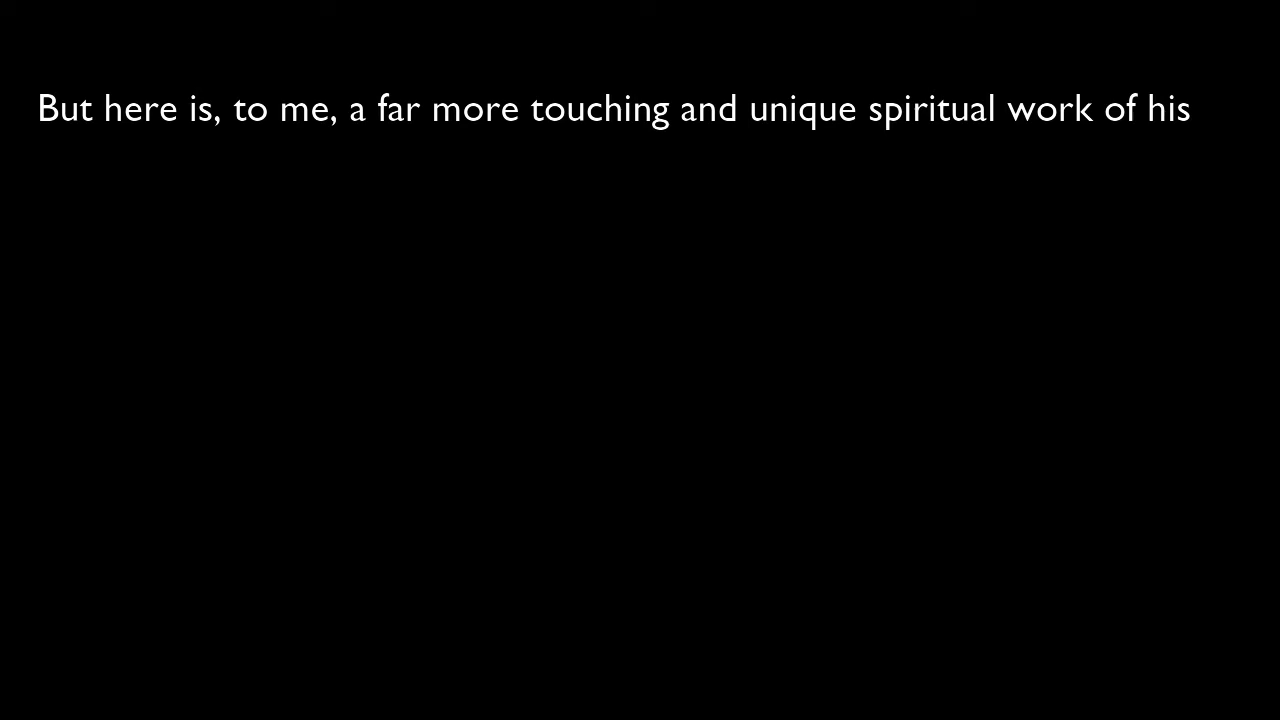 But here is, to me, a far more touching and unique spiritual work of his